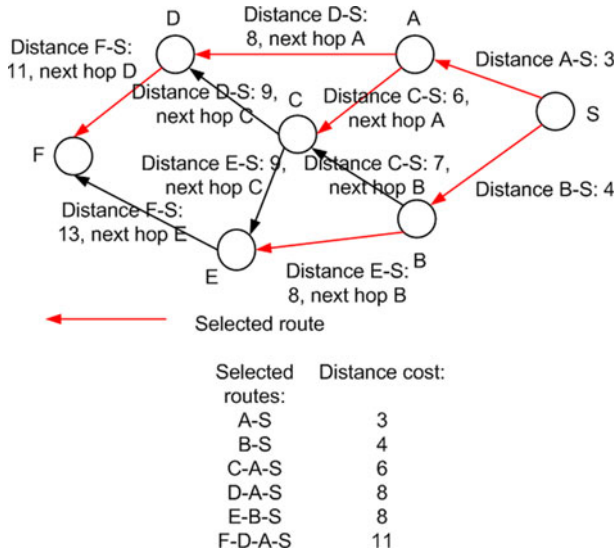 D
Distance D-S:
8, next hop A
A
Distance F-S:
11, next hop D
Distance A-S: 3
Distance D-S: 9,
next hop C
C
Distance C-S: 6,
next hop A
S
F
Distance E-S: 9,
next hop C
Distance C-S: 7,
next hop B
Distance B-S: 4
Distance F-S:
13, next hop E
E
B
Distance E-S:
8, next hop B
Selected route
Selected routes:
Distance cost:
A-S 3
B-S 4
C-A-S 6
D-A-S 8
E-B-S 8
F-D-A-S 11